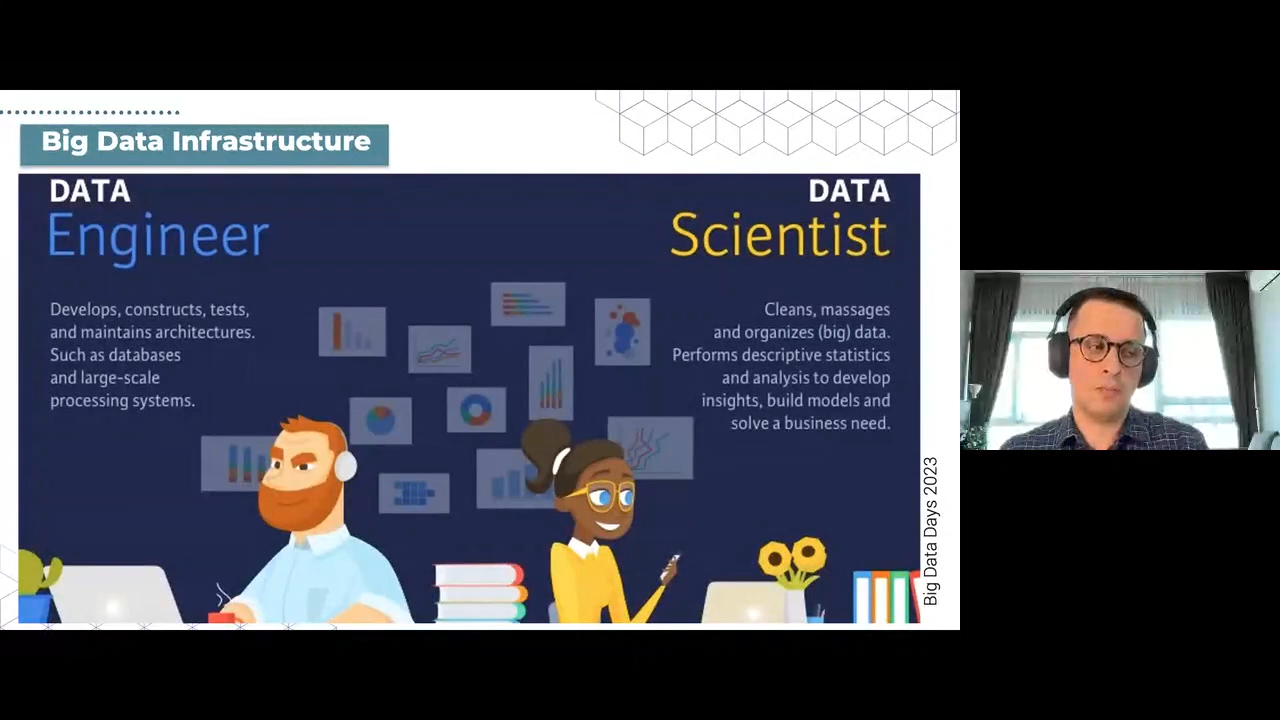 Big Data Infrastructure
DATA
Engineer
Develops, constructs, tests,
and maintains architectures.
Such as databases
and large-scale
processing systems.
DATA
Scientist
Cleans, massages
and organizes (big) data.
Performs descriptive statistics
and analysis to develop
insights, build models and
solve a business need.
Big Data Days 2023